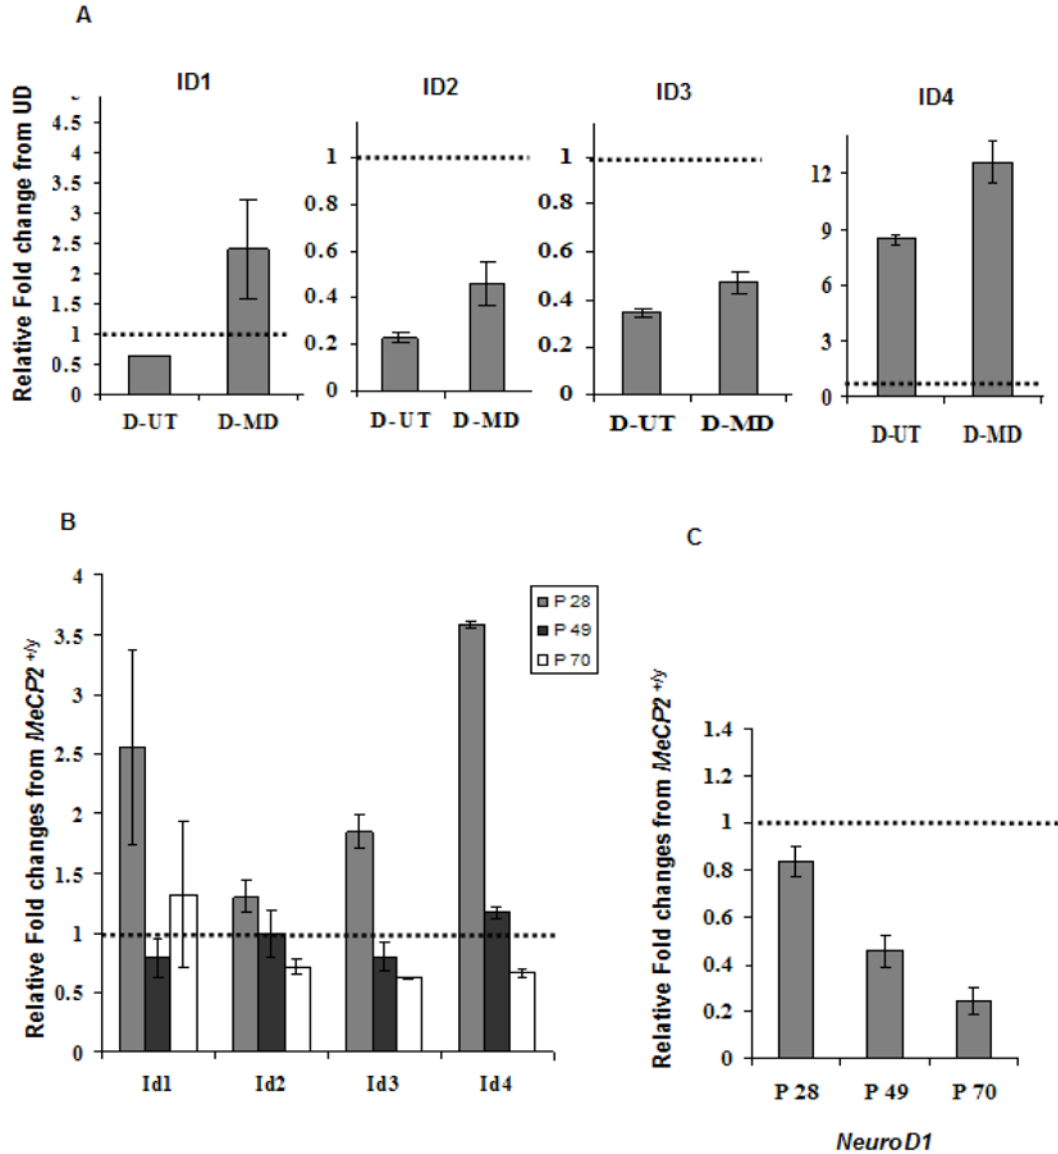 A
ID1
ID2
ID3
ID4
Relative Fold change from UD
4.5
4
3.5
3
2.5
2
1.5
1
0.5
0
D-UT D-MD
1
0.8
0.6
0.4
0.2
0
D-UT D-MD
1
0.8
0.6
0.4
0.2
0
D-UT D-MD
12
9
6
3
0
D-UT D-MD
B
Relative Fold changes from MeCP2 +/y
4
3.5
3
2.5
2
1.5
1
0.5
0
Id1 Id2 Id3 Id4
P 28
P 49
P 70
C
Relative Fold changes from MeCP2 +/y
1.4
1.2
1
0.8
0.6
0.4
0.2
0
P 28 P 49 P 70
NeuroD1